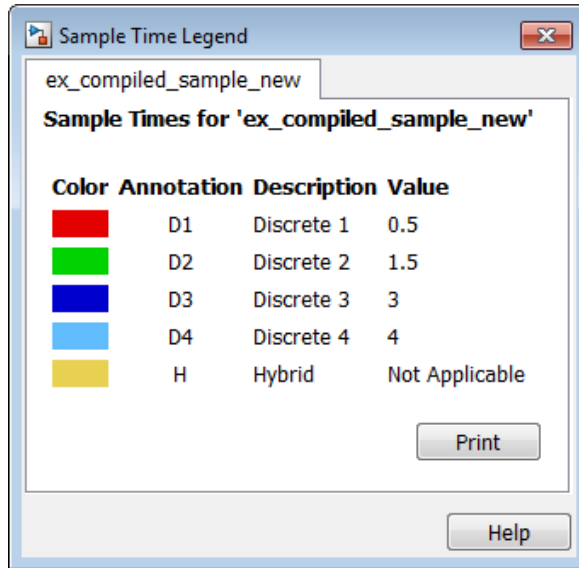 Sample Time Legend
ex_compiled_sample_new
Sample Times for 'ex_compiled_sample_new'
Color Annotation Description Value
D1 Discrete 1 0.5
D2 Discrete 2 1.5
D3 Discrete 3 3
D4 Discrete 4 4
H Hybrid Not Applicable
Print
Help